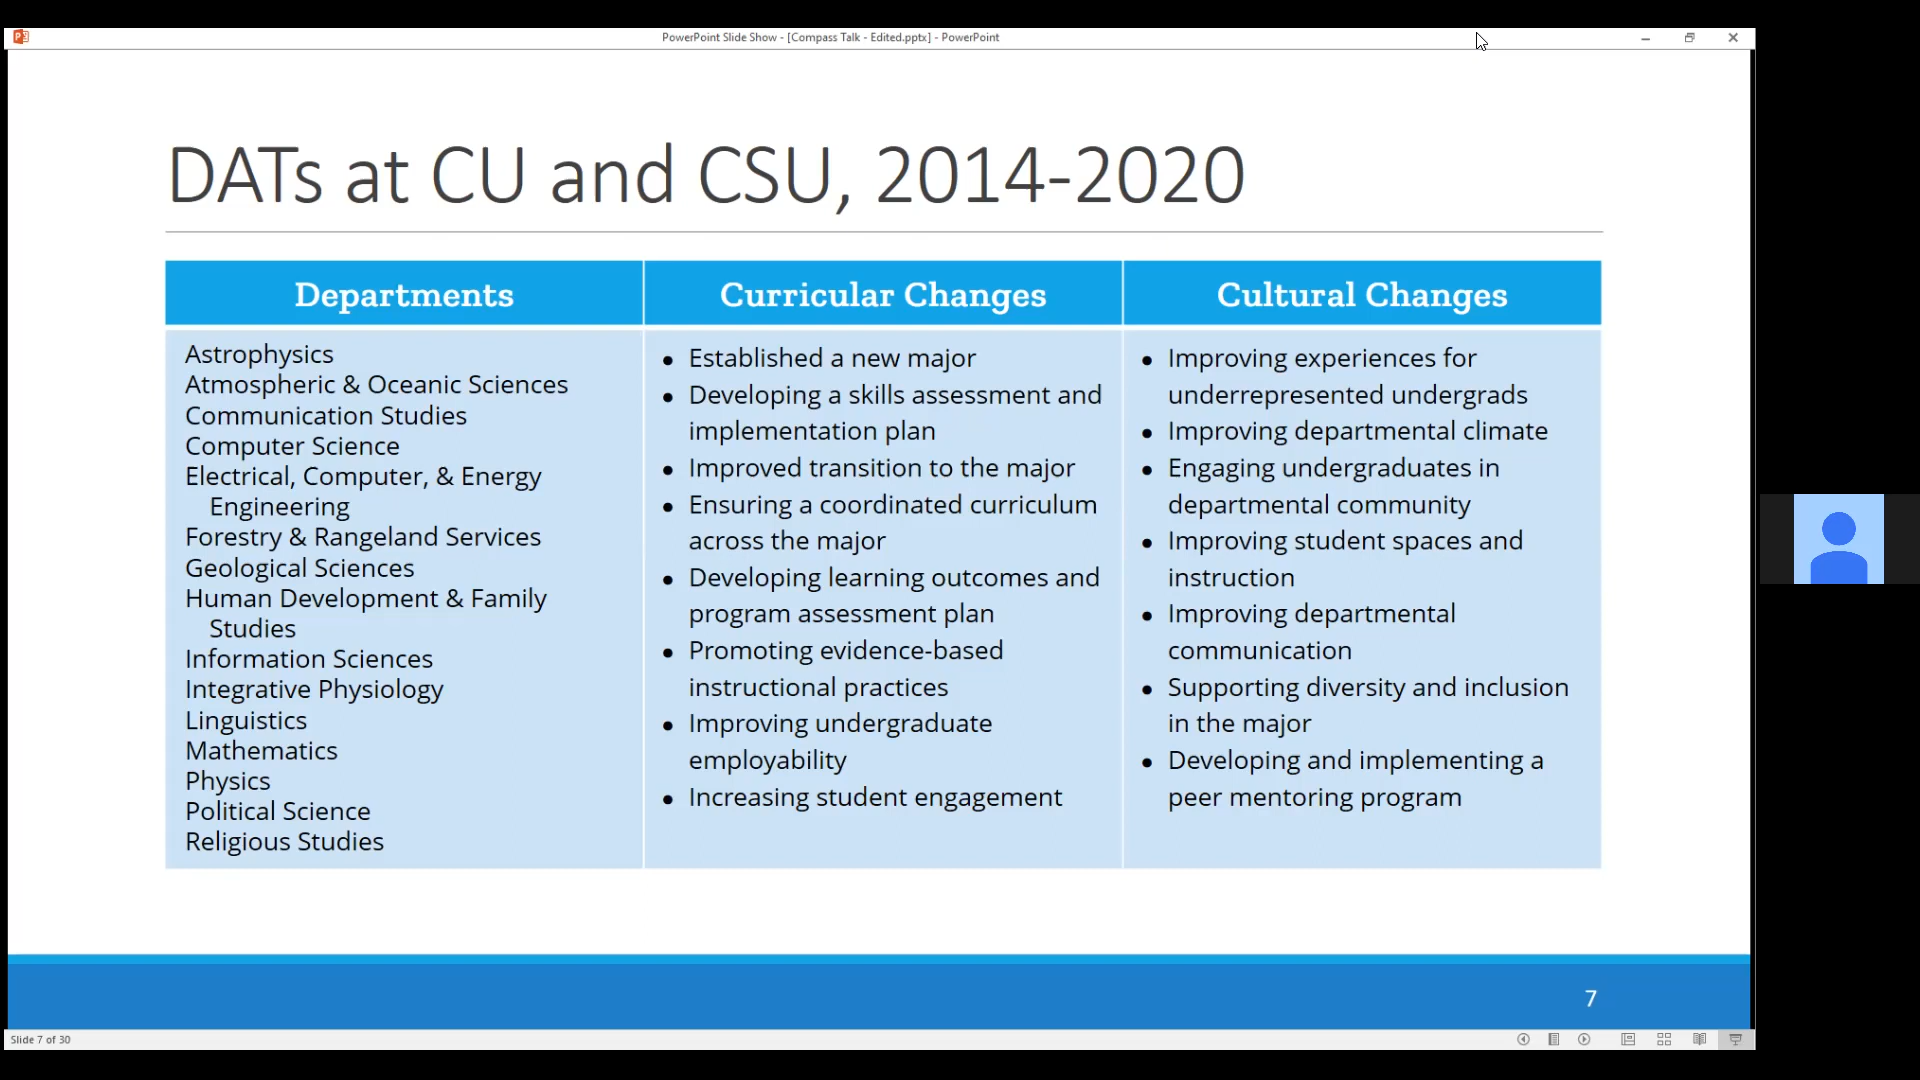 PowerPoint Slide Show - [Compass Talk - Edited.pptx] - PowerPoint
DATs at CU and CSU, 2014-2020
Departments
Astrophysics
Atmospheric & Oceanic Sciences
Communication Studies
Computer Science
Electrical, Computer, & Energy
Engineering
Forestry & Rangeland Services
Geological Sciences
Human Development & Family
Studies
Information Sciences
Integrative Physiology
Linguistics
Mathematics
Physics
Political Science
Religious Studies
Curricular Changes
• Established a new major
• Developing a skills assessment and
implementation plan
• Improved transition to the major
• Ensuring a coordinated curriculum
across the major
• Developing learning outcomes and
program assessment plan
• Promoting evidence-based
instructional practices
• Improving undergraduate
employability
• Increasing student engagement
Cultural Changes
• Improving experiences for
underrepresented undergrads
• Improving departmental climate
• Engaging undergraduates in
departmental community
• Improving student spaces and
instruction
• Improving departmental
communication
• Supporting diversity and inclusion
in the major
• Developing and implementing a
peer mentoring program
7
Slide 7 of 30